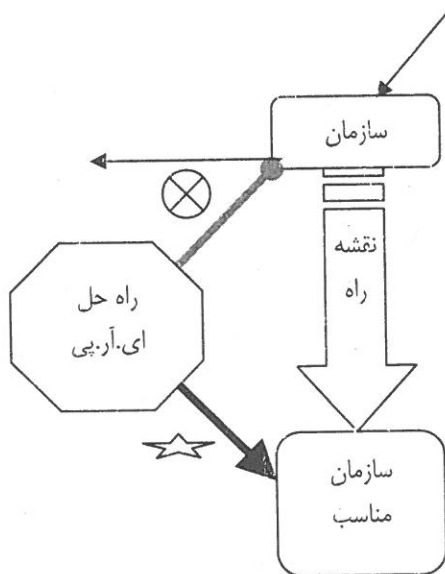 سازمان
نقشه
راه
راه حل
ای.آر.پی
سازمان
مناسب